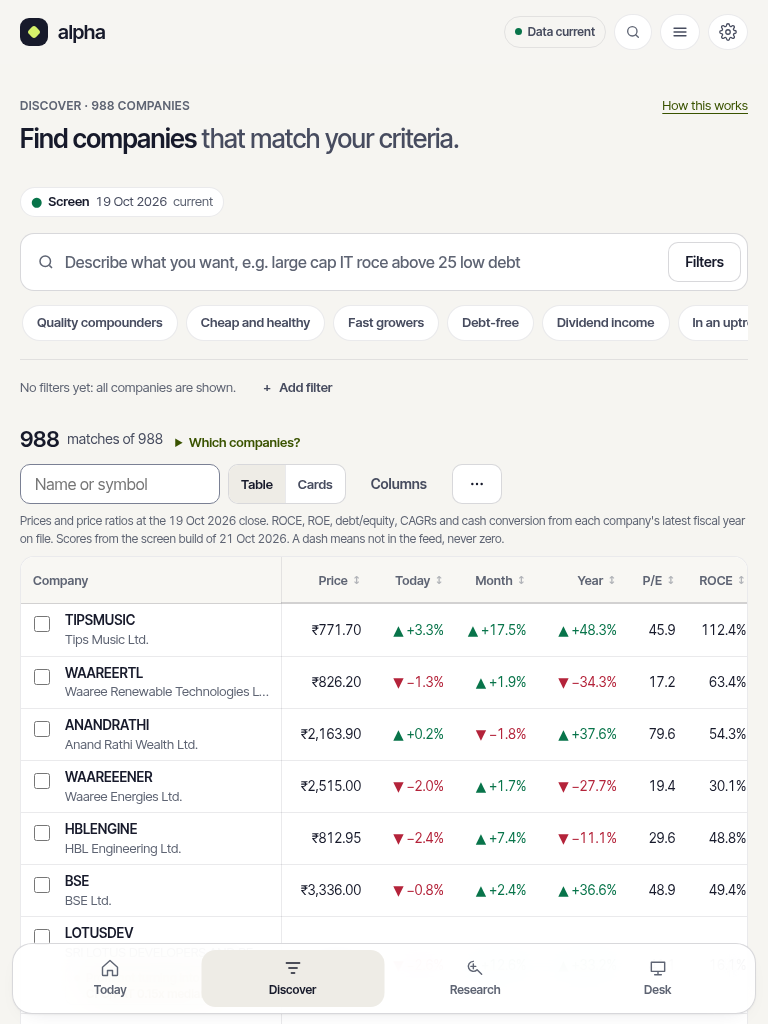 alpha
Data current
DISCOVER · 988 COMPANIES
How this works
Find companies that match your criteria.
Screen 19 Oct 2026 current
Describe what you want, e.g. large cap IT roce above 25 low debt
Filters
Quality compounders
Cheap and healthy
Fast growers
Debt-free
Dividend income
In an uptr
No filters yet: all companies are shown.
+ Add filter
988 matches of 988
▶ Which companies?
Name or symbol
Table
Cards
Columns
...
Prices and price ratios at the 19 Oct 2026 close. ROCE, ROE, debt/equity, CAGRs and cash conversion from each company's latest fiscal year
on file. Scores from the screen build of 21 Oct 2026. A dash means not in the feed, never zero.
Company Price ↕ Today ↕ Month ↕ Year ↕ P/E ↕ ROCE ↕
TIPSMUSIC
Tips Music Ltd.
₹771.70 ▲ +3.3% ▲ +17.5% ▲ +48.3% 45.9 112.4%
WAAREERTL
Waaree Renewable Technologies L...
₹826.20 ▼ −1.3% ▲ +1.9% ▼ −34.3% 17.2 63.4%
ANANDRATHI
Anand Rathi Wealth Ltd.
₹2,163.90 ▲ +0.2% ▼ −1.8% ▲ +37.6% 79.6 54.3%
WAAREEENER
Waaree Energies Ltd.
₹2,515.00 ▼ −2.0% ▲ +1.7% ▼ −27.7% 19.4 30.1%
HBLENGINE
HBL Engineering Ltd.
₹812.95 ▼ −2.4% ▲ +7.4% ▼ −11.1% 29.6 48.8%
BSE
BSE Ltd.
₹3,336.00 ▼ −0.8% ▲ +2.4% ▲ +36.6% 48.9 49.4%
LOTUSDEV
Today
Discover
Research
Desk